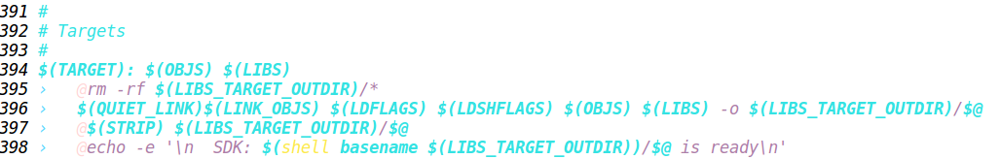 391 #
392 # Targets
393 #
394 $(TARGET): $(OBJS) $(LIBS)
395 ›   @rm -rf $(LIBS_TARGET_OUTDIR)/*
396 ›   $(QUIET_LINK)$(LINK_OBJS) $(LDFLAGS) $(LDSHFLAGS) $(OBJS) $(LIBS) -o $(LIBS_TARGET_OUTDIR)/$@
397 ›   @$(STRIP) $(LIBS_TARGET_OUTDIR)/$@
398 ›   @echo -e '\n  SDK: $(shell basename $(LIBS_TARGET_OUTDIR))/$@ is ready\n'